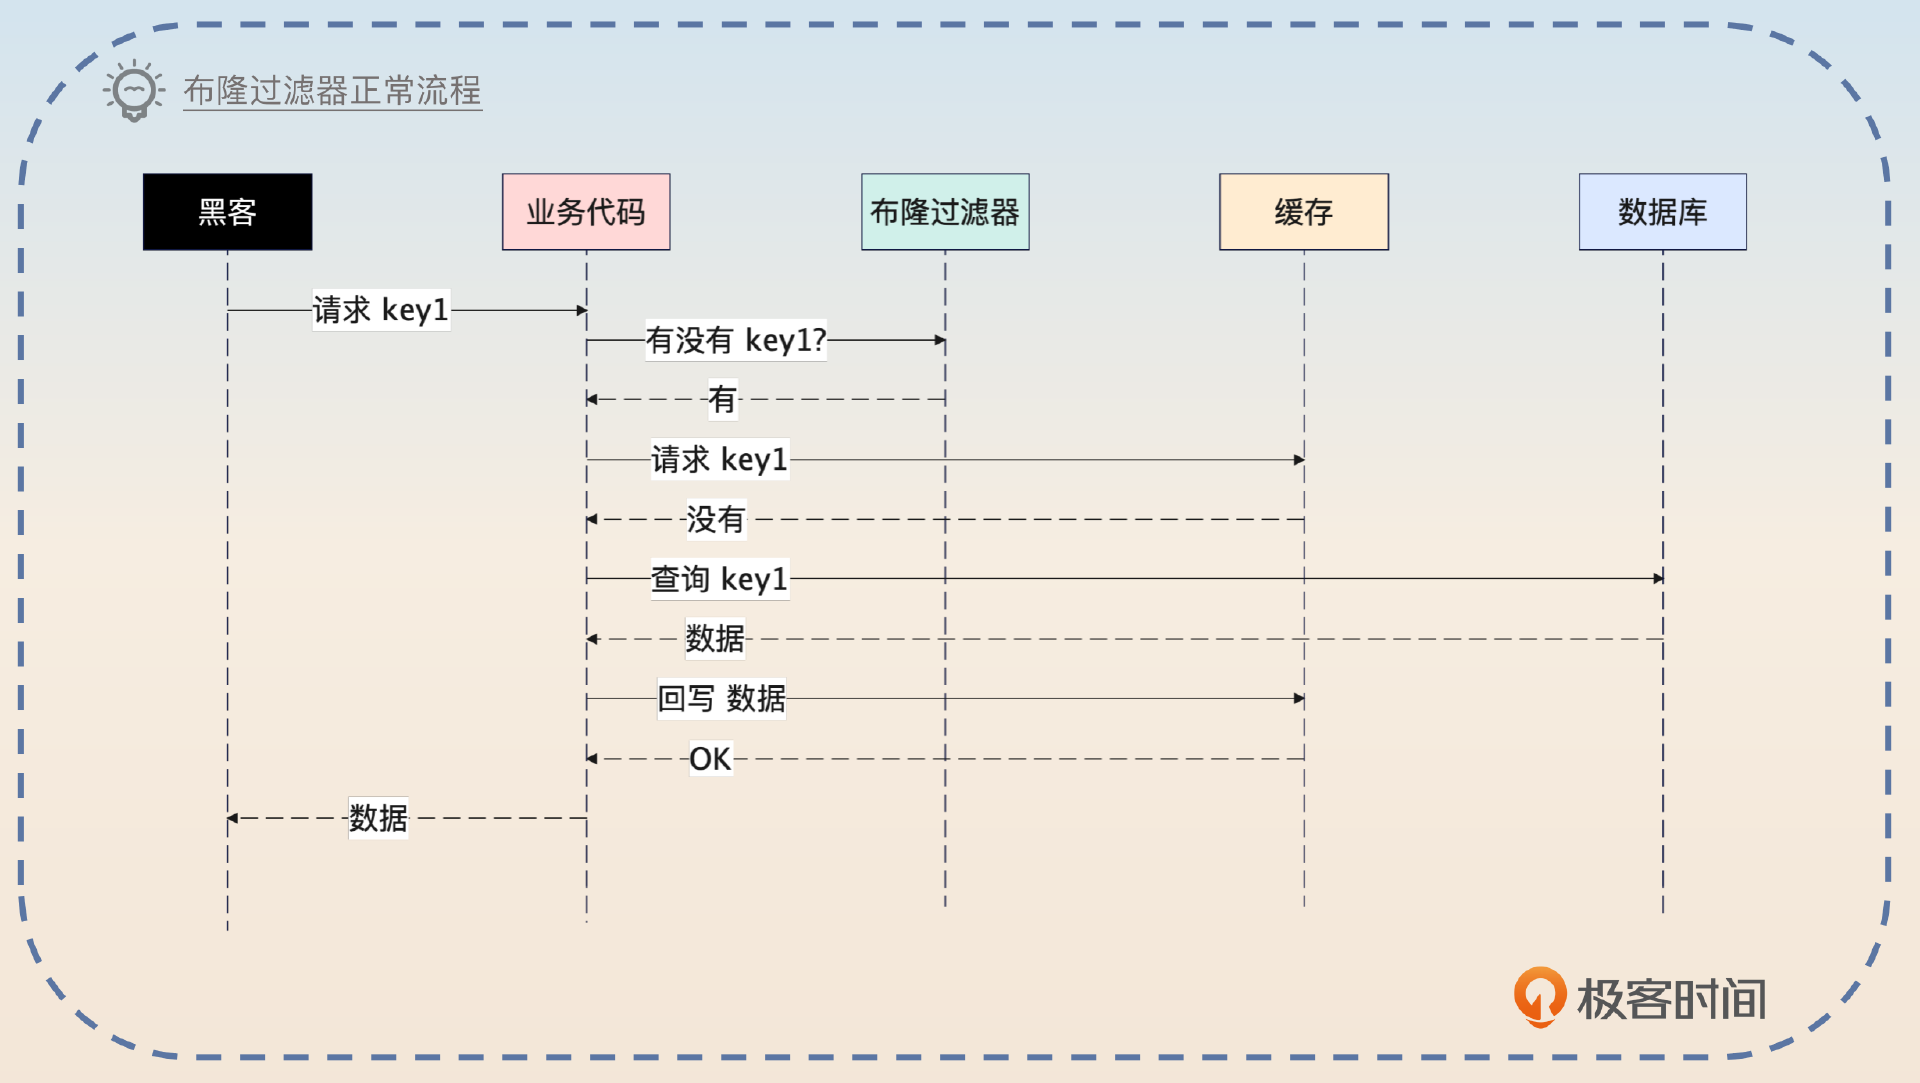 布隆过滤器正常流程
黑客
业务代码
布隆过滤器
缓存
数据库
请求 key1
有没有 key1?
有
请求 key1
没有
查询 key1
数据
回写 数据
OK
数据
极客时间